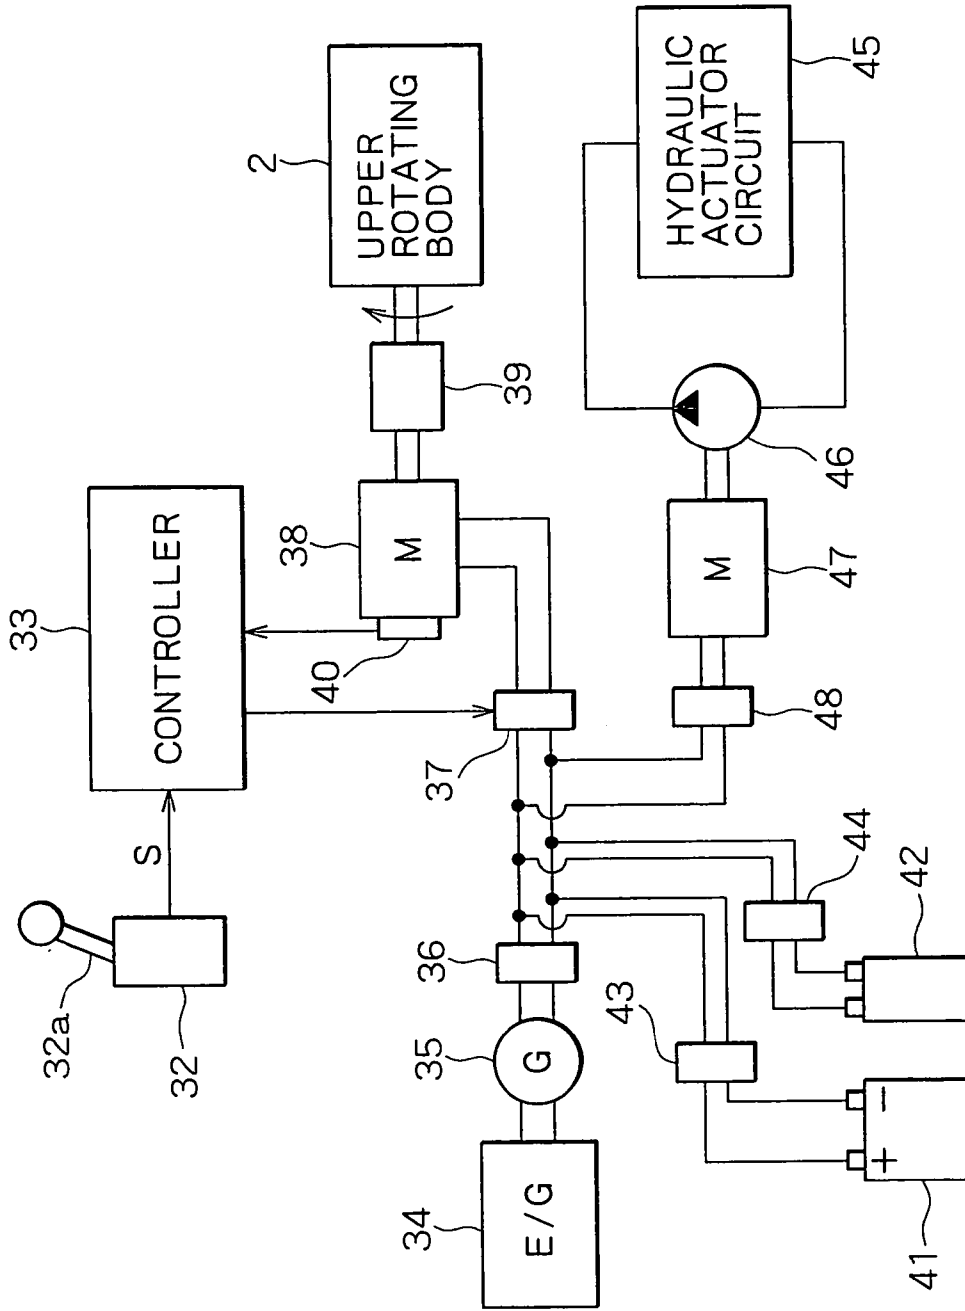 32a
32
S
33
CONTROLLER
2
UPPER
ROTATING
BODY
38
M
39
40
34
E/G
35
G
36
37
41
+ −
42
43
44
48
47
M
46
45
HYDRAULIC
ACTUATOR
CIRCUIT